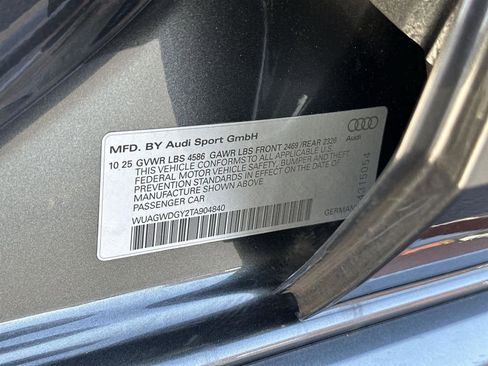 MFD. BY Audi Sport GmbH
Audi
10 25 GVWR LBS 4586 GAWR LBS FRONT 2469 /REAR 2320
THIS VEHICLE CONFORMS TO ALL APPLICABLE U.S.
FEDERAL MOTOR VEHICLE SAFETY, BUMPER, AND THEFT
PREVENTION STANDARDS IN EFFECT ON THE DATE OF
MANUFACTURE SHOWN ABOVE.
PASSENGER CAR
WUAGWDGY2TA904840
GERMAN